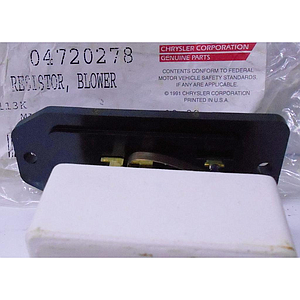 04720278
RESISTOR, BLOWER
113K
CHRYSLER CORPORATION
GENUINE PARTS
CONTENTS CONFORM TO FEDERAL
MOTOR VEHICLE SAFETY STANDARDS
IF ANY ARE APPLICABLE
PRINTED IN U.S.A.
© 1991 CHRYSLER CORPORATION